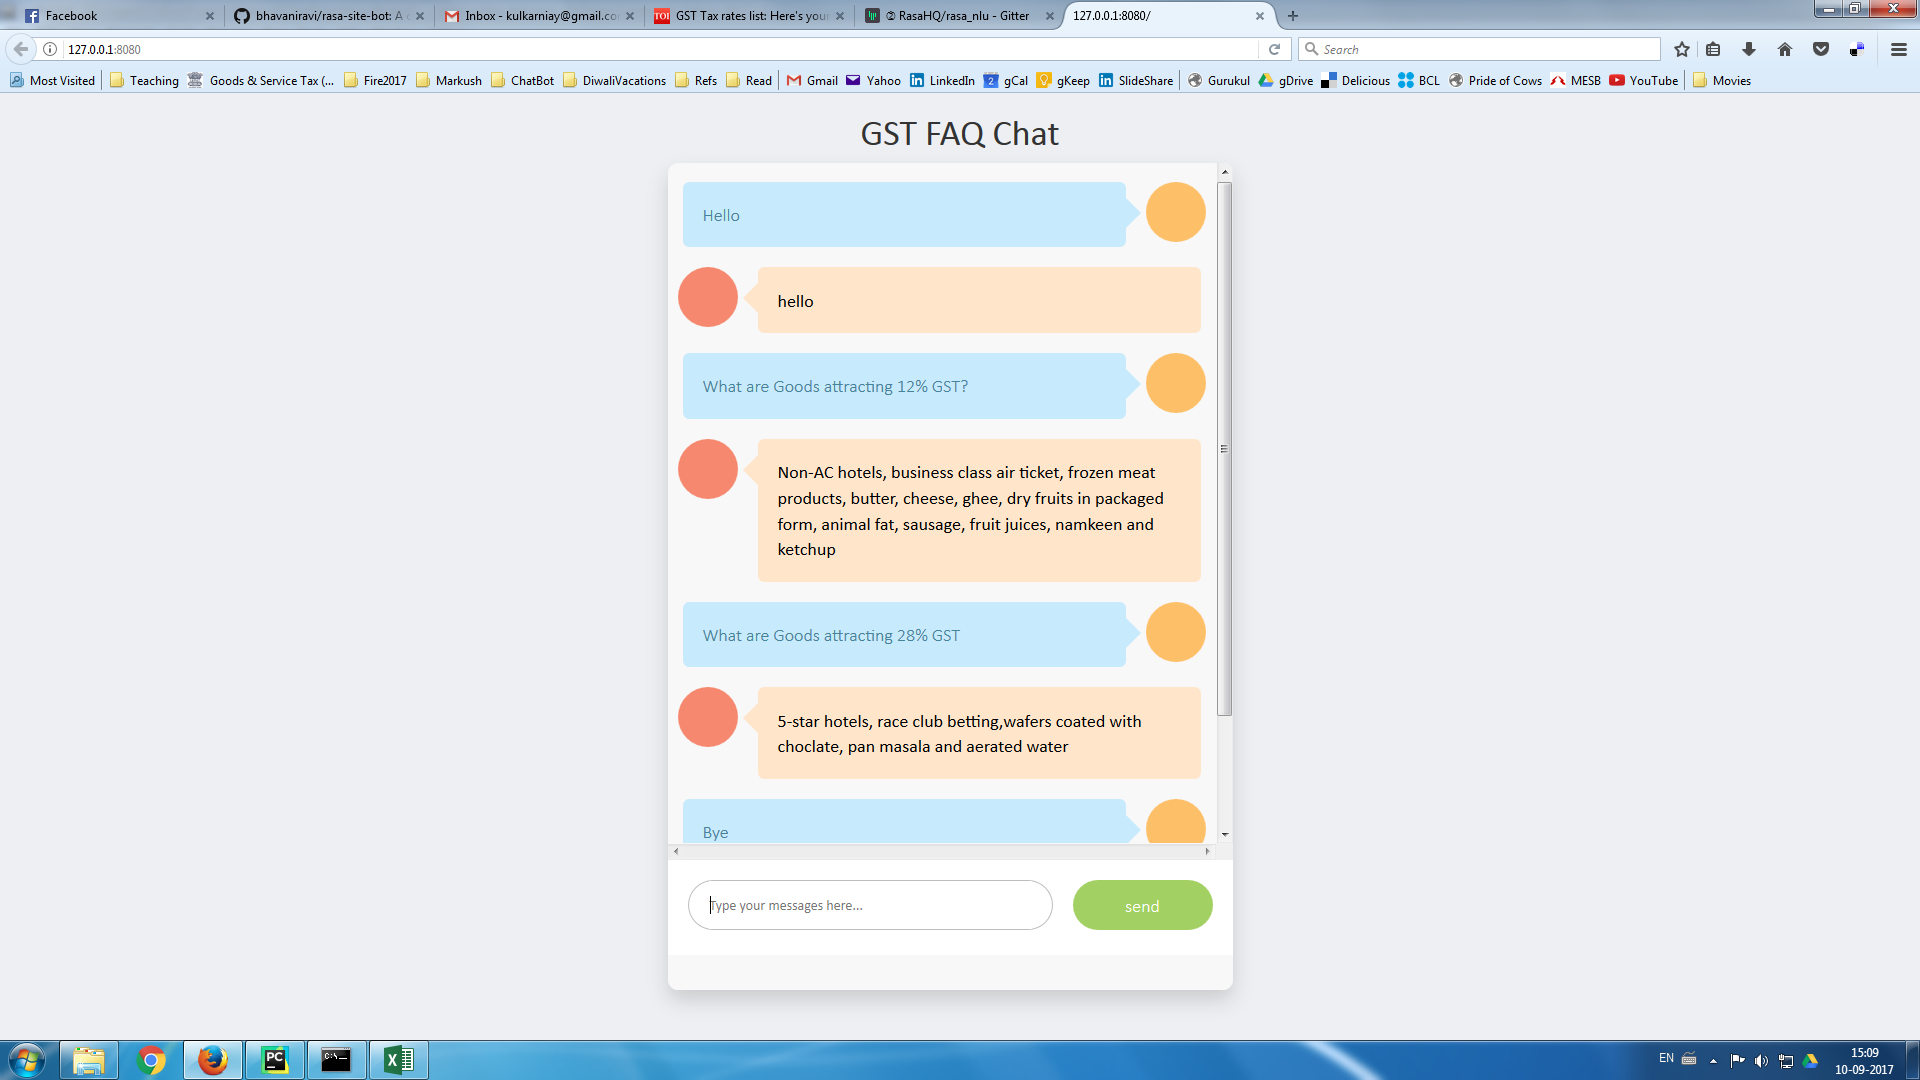 Facebook
bhavaniravi/rasa-site-bot: A c
Inbox - kulkarniay@gmail.co
TOI GST Tax rates list: Here's your
② RasaHQ/rasa_nlu - Gitter
127.0.0.1:8080/
127.0.0.1:8080
Search
Most Visited Teaching Goods & Service Tax (... Fire2017 Markush ChatBot DiwaliVacations Refs Read Gmail Yahoo LinkedIn gCal gKeep SlideShare Gurukul gDrive Delicious BCL Pride of Cows MESB YouTube Movies
GST FAQ Chat
Hello
hello
What are Goods attracting 12% GST?
Non-AC hotels, business class air ticket, frozen meat
products, butter, cheese, ghee, dry fruits in packaged
form, animal fat, sausage, fruit juices, namkeen and
ketchup
What are Goods attracting 28% GST
5-star hotels, race club betting,wafers coated with
choclate, pan masala and aerated water
Bye
Type your messages here...
send
EN
15:09
10-09-2017